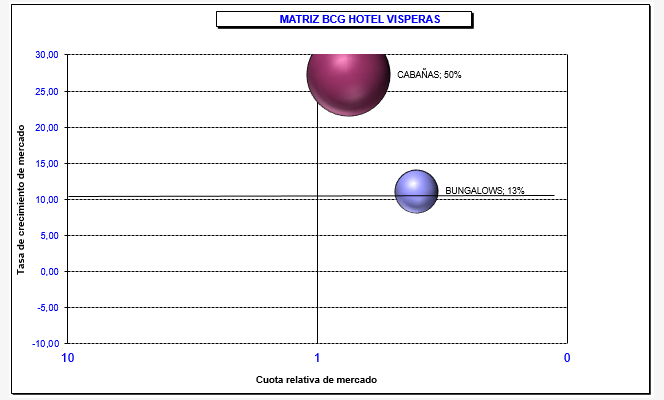 MATRIZ BCG HOTEL VISPERAS
30,00
CABAÑAS; 50%
25,00
20,00
15,00
BUNGALOWS; 13%
10,00
5,00
0,00
-5,00
-10,00
Tasa de crecimiento de mercado
10
1
0
Cuota relativa de mercado